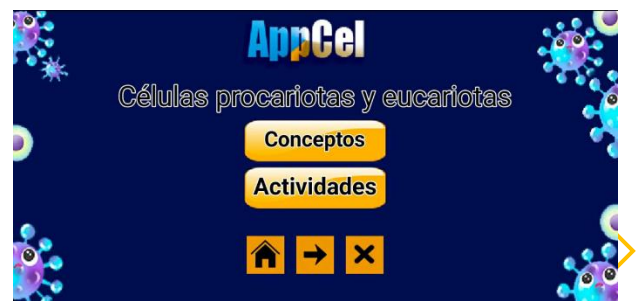 AppCel
Células procariotas y eucariotas
Conceptos
Actividades